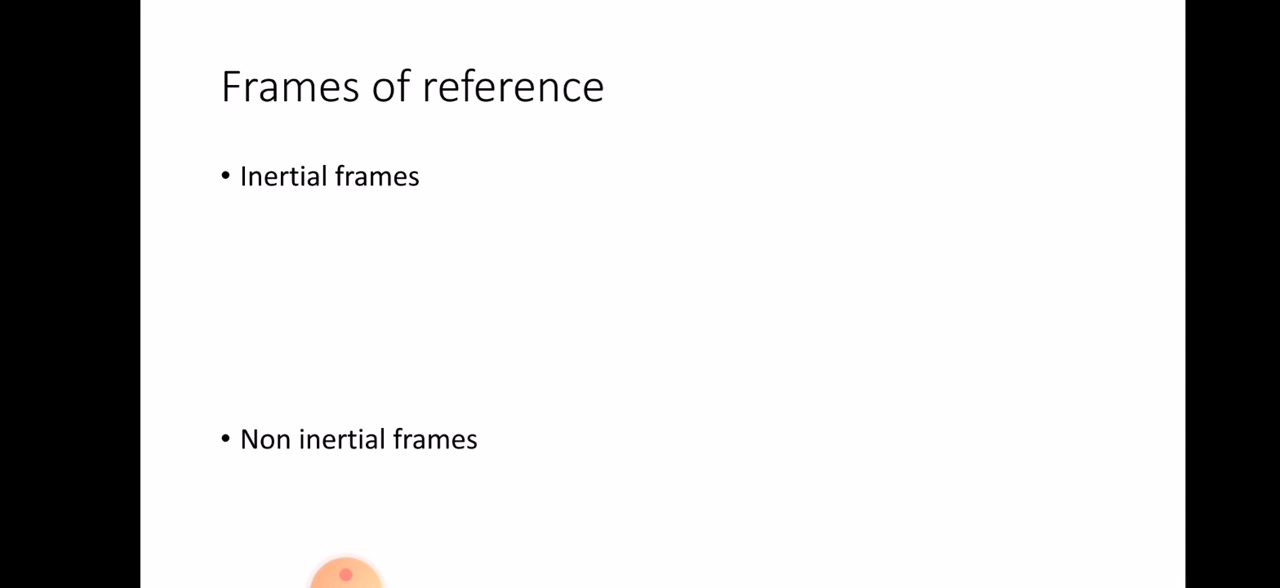 Frames of reference
• Inertial frames
• Non inertial frames